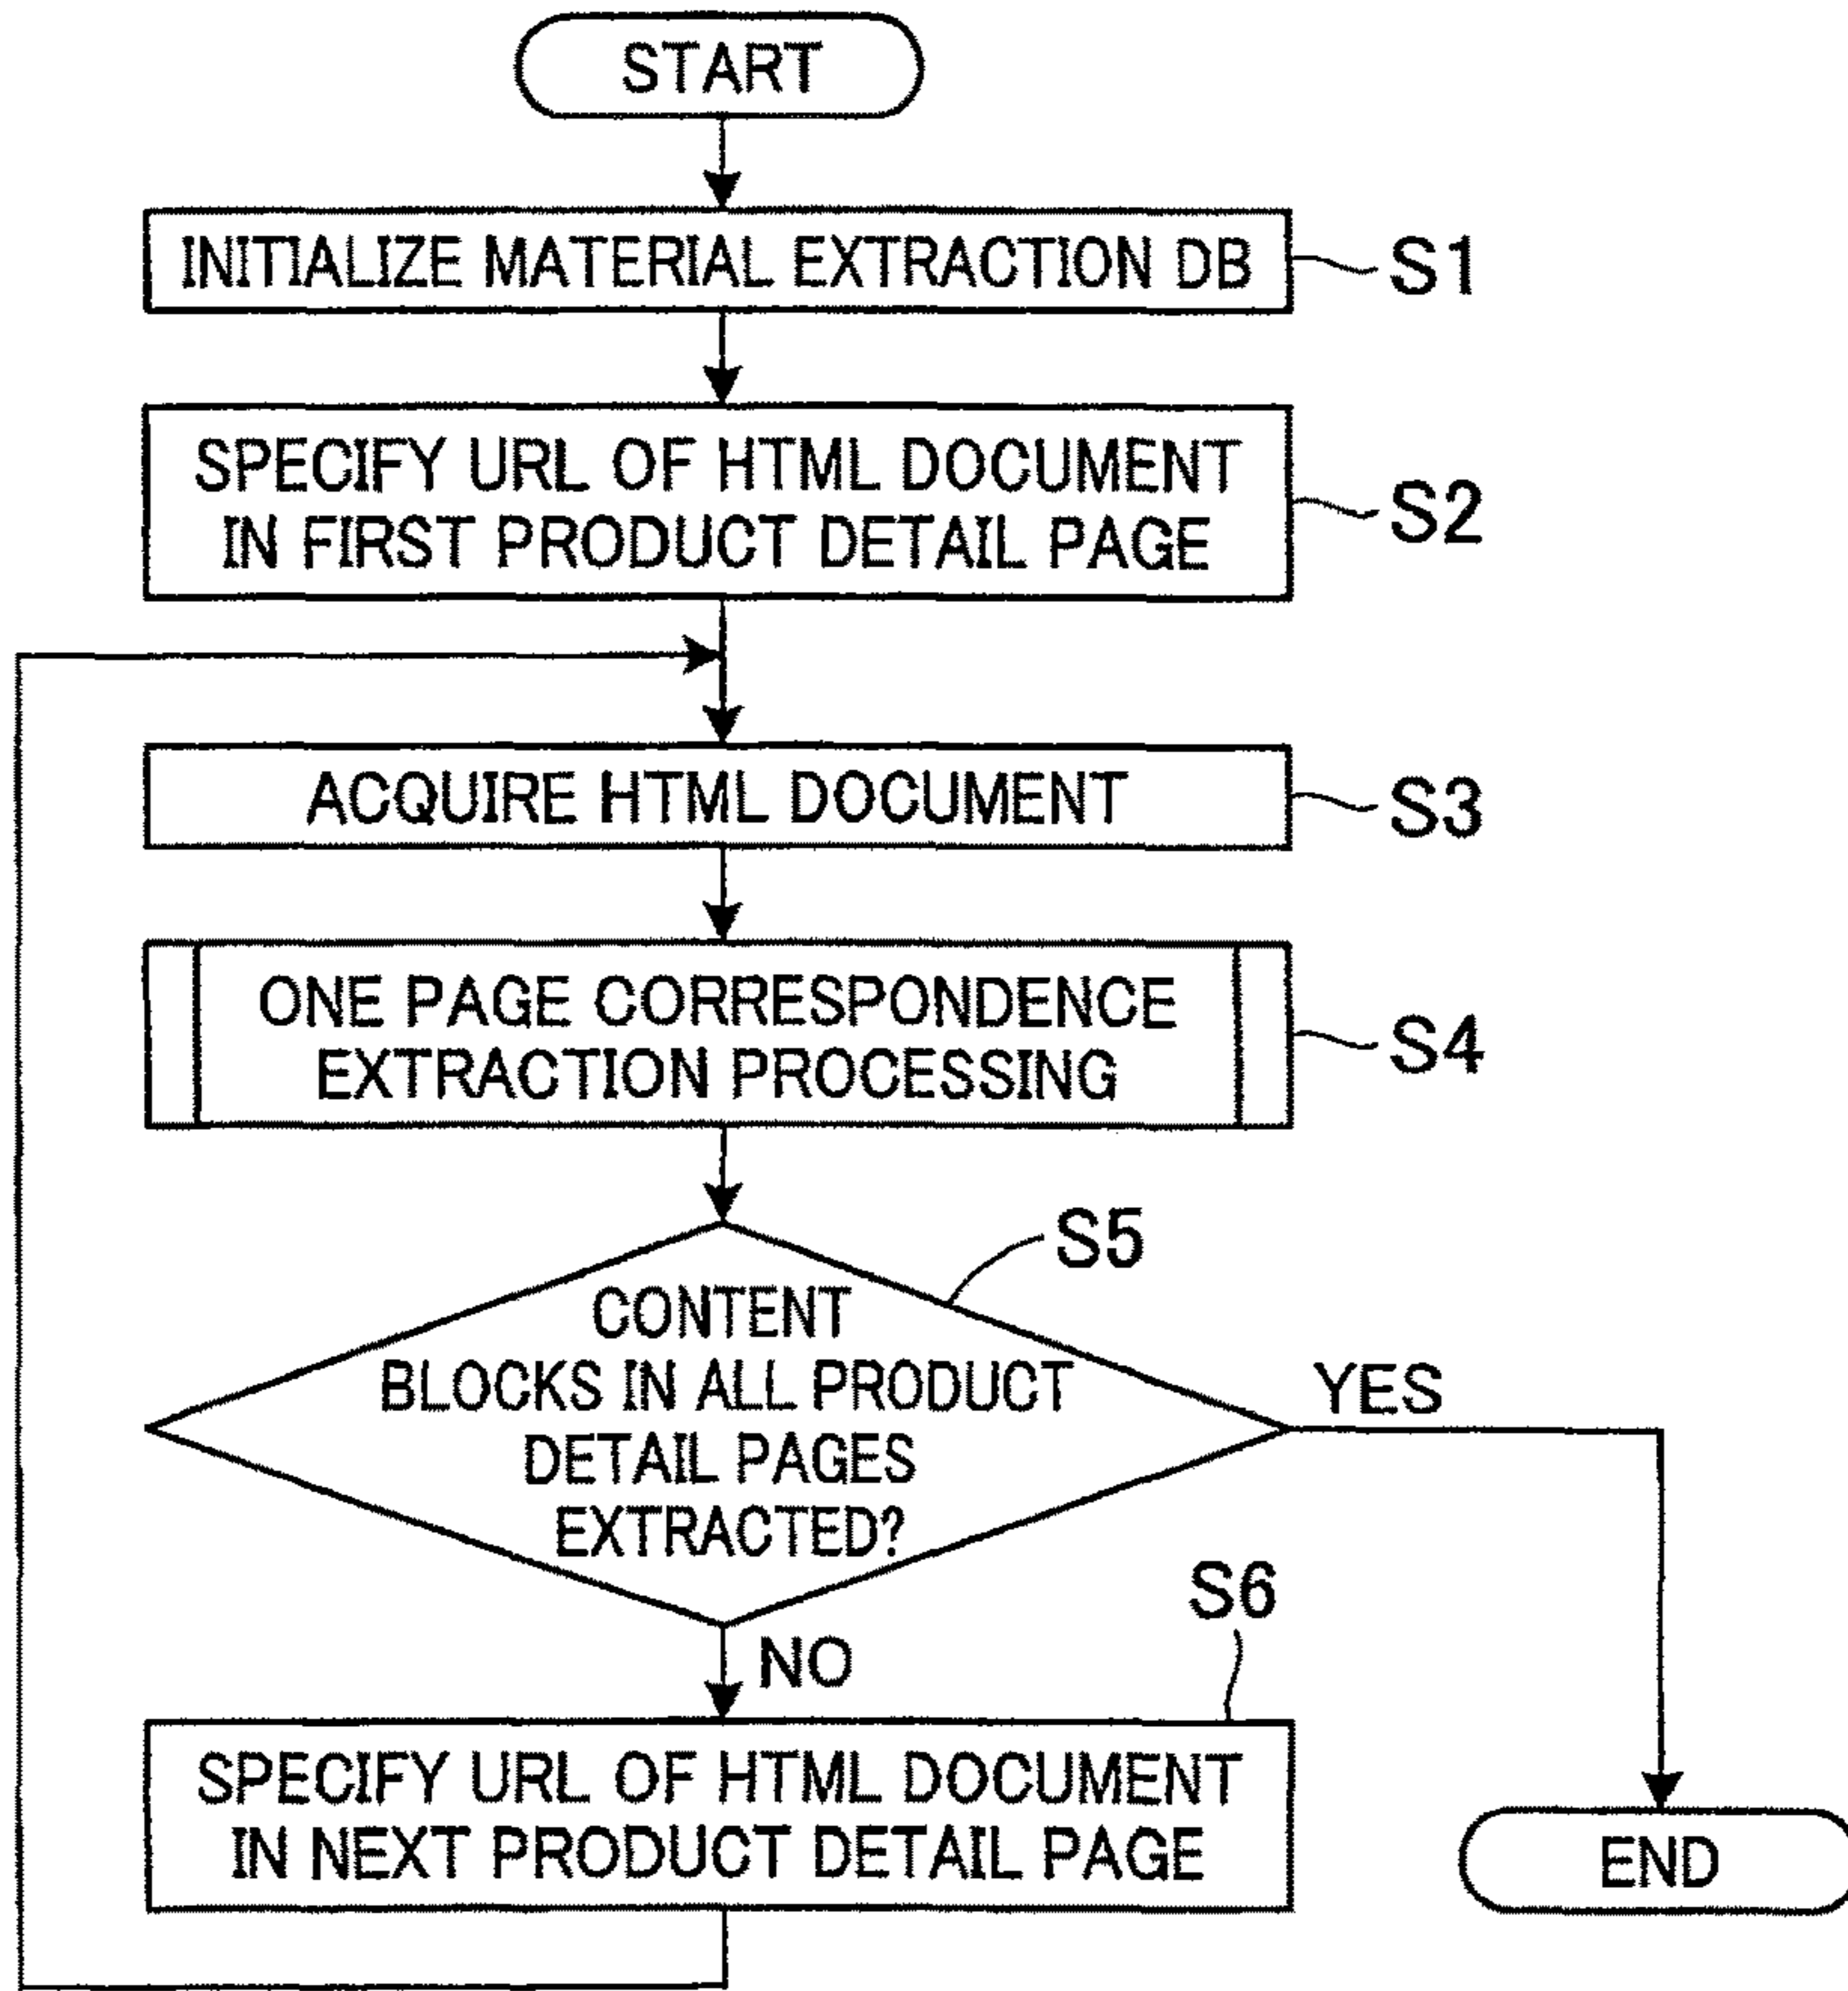 START
INITIALIZE MATERIAL EXTRACTION DB
S1
SPECIFY URL OF HTML DOCUMENT
IN FIRST PRODUCT DETAIL PAGE
S2
ACQUIRE HTML DOCUMENT
S3
ONE PAGE CORRESPONDENCE
EXTRACTION PROCESSING
S4
S5
CONTENT
BLOCKS IN ALL PRODUCT
DETAIL PAGES
EXTRACTED?
YES
NO
S6
SPECIFY URL OF HTML DOCUMENT
IN NEXT PRODUCT DETAIL PAGE
END